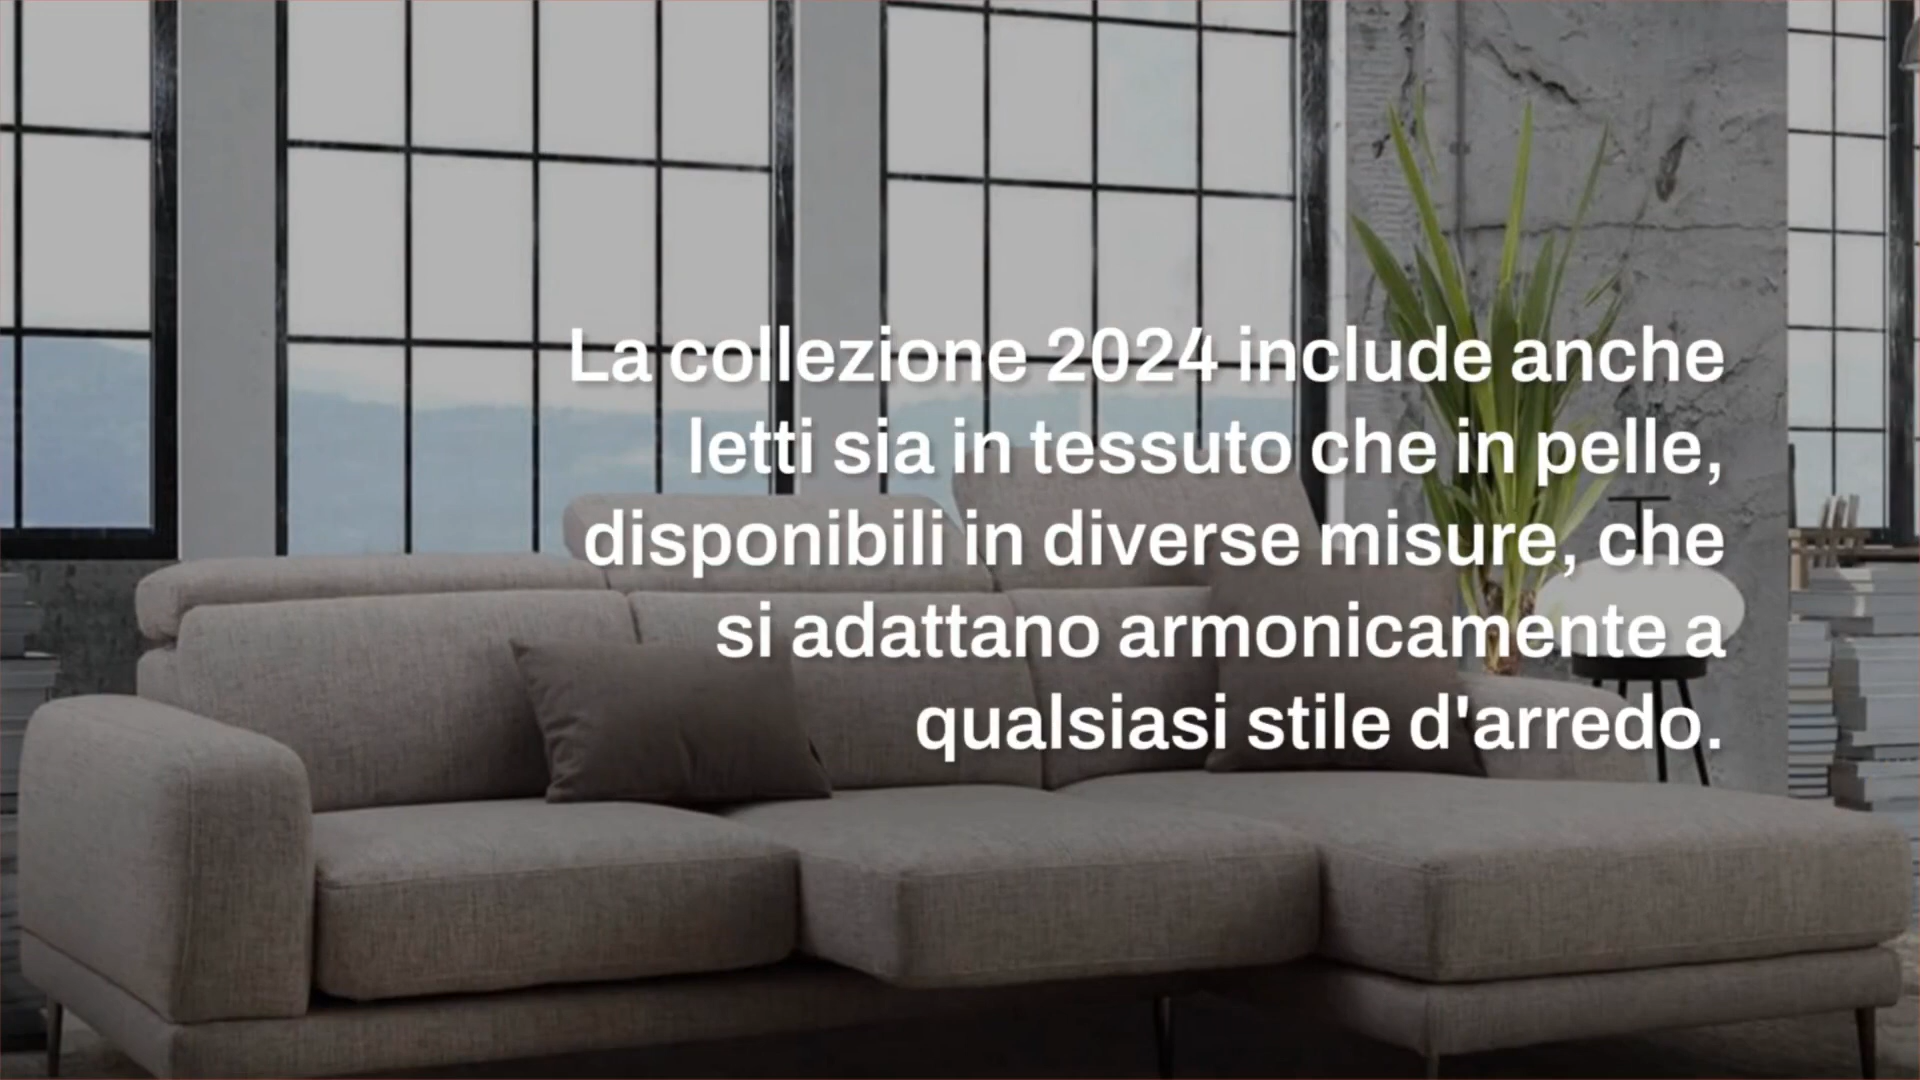 La collezione 2024 include anche
letti sia in tessuto che in pelle,
disponibili in diverse misure, che
si adattano armonicamente a
qualsiasi stile d'arredo.